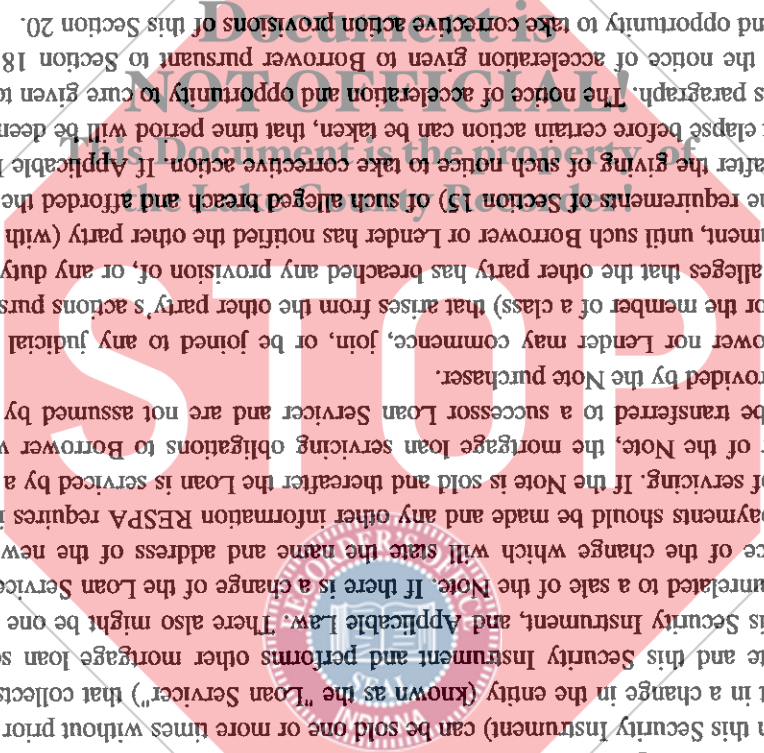 n this Security Instrument) can be sold one or more times without prior
t in a change in the entity (known as the "Loan Servicer") that collects
te and this Security Instrument and performs other mortgage loan se
is Security Instrument, and Applicable Law. There also might be one
unrelated to a sale of the Note. If there is a change of the Loan Servicer
ce of the change which will state the name and address of the new
payments should be made and any other information RESPA requires i
of servicing. If the Note is sold and thereafter the Loan is serviced by a
r of the Note, the mortgage loan servicing obligations to Borrower w
be transferred to a successor Loan Servicer and are not assumed by
rovided by the Note purchaser.
ower nor Lender may commence, join, or be joined to any judicial
or the member of a class) that arises from the other party's actions purs
alleges that the other party has breached any provision of, or any duty
ument, until such Borrower or Lender has notified the other party (with
he requirements of Section 15) of such alleged breach and afforded the
after the giving of such notice to take corrective action. If Applicable L
elapse before certain action can be taken, that time period will be deem
s paragraph. The notice of acceleration and opportunity to cure given to
the notice of acceleration given to Borrower pursuant to Section 18
nd opportunity to take corrective action provisions of this Section 20.
Document is
NOT OFFICIAL!
This Document is the property of
the Lake County Recorder!
STOP
RECORDER'S OFFICE
SEAL
INDIANA